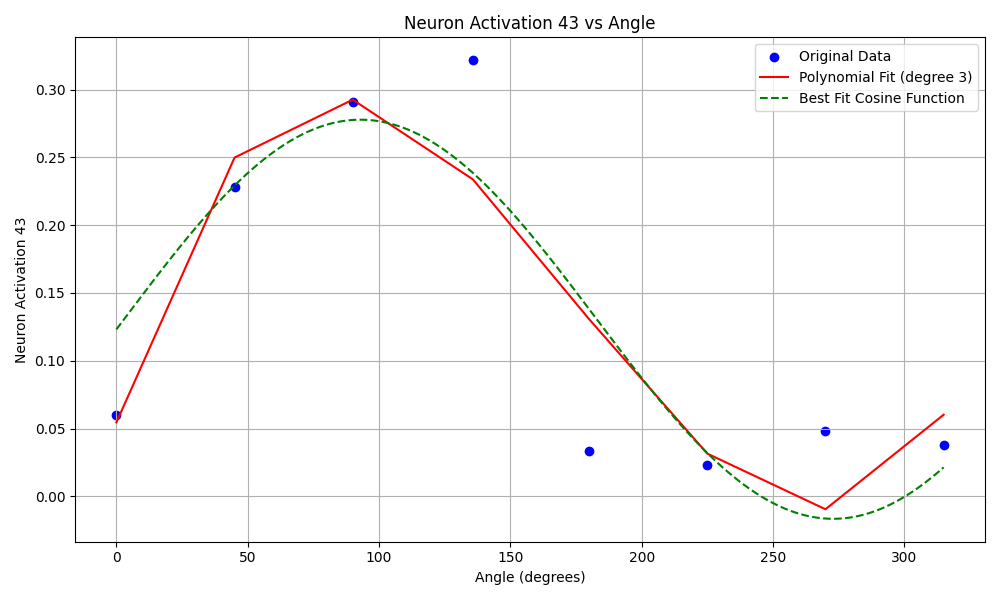 Neuron Activation 43 vs Angle
Original Data
Polynomial Fit (degree 3)
Best Fit Cosine Function
0.30
0.25
0.20
0.15
0.10
0.05
0.00
Neuron Activation 43
0 50 100 150 200 250 300
Angle (degrees)